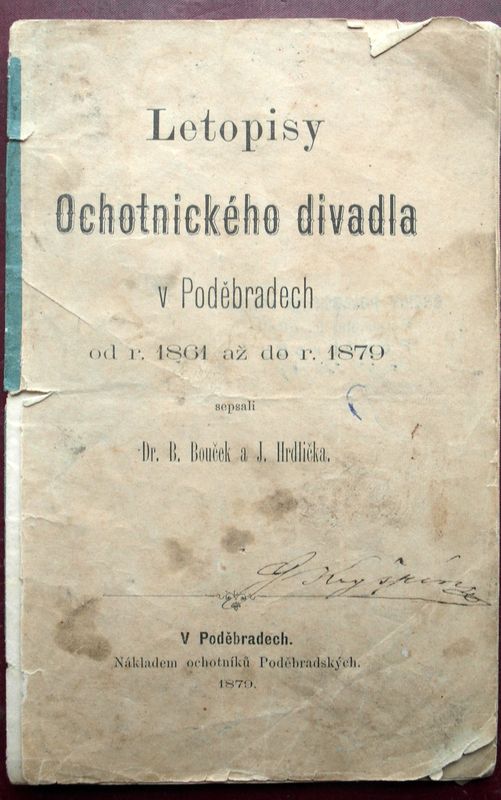 Letopisy
Ochotnického divadla
v Poděbradech
od r. 1861 až do r. 1879
sepsali
Dr. B. Bouček a J. Hrdlička.
V Poděbradech.
Nákladem ochotníků Poděbradských.
1879.